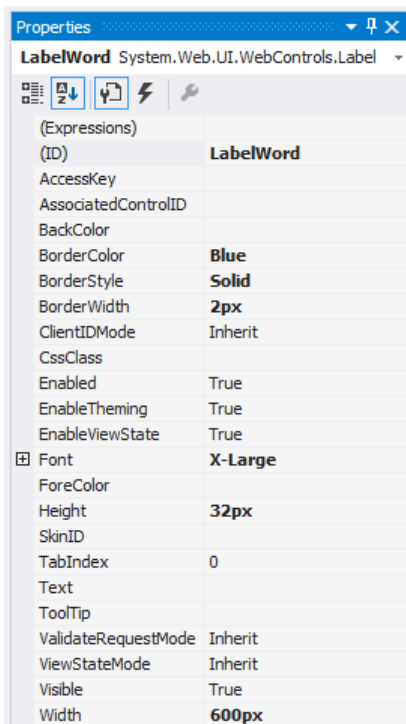 Properties
LabelWord System.Web.UI.WebControls.Label
A
Z
(Expressions)
(ID) LabelWord
AccessKey
AssociatedControlID
BackColor
BorderColor Blue
BorderStyle Solid
BorderWidth 2px
ClientIDMode Inherit
CssClass
Enabled True
EnableTheming True
EnableViewState True
Font X-Large
ForeColor
Height 32px
SkinID
TabIndex 0
Text
ToolTip
ValidateRequestMode Inherit
ViewStateMode Inherit
Visible True
Width 600px